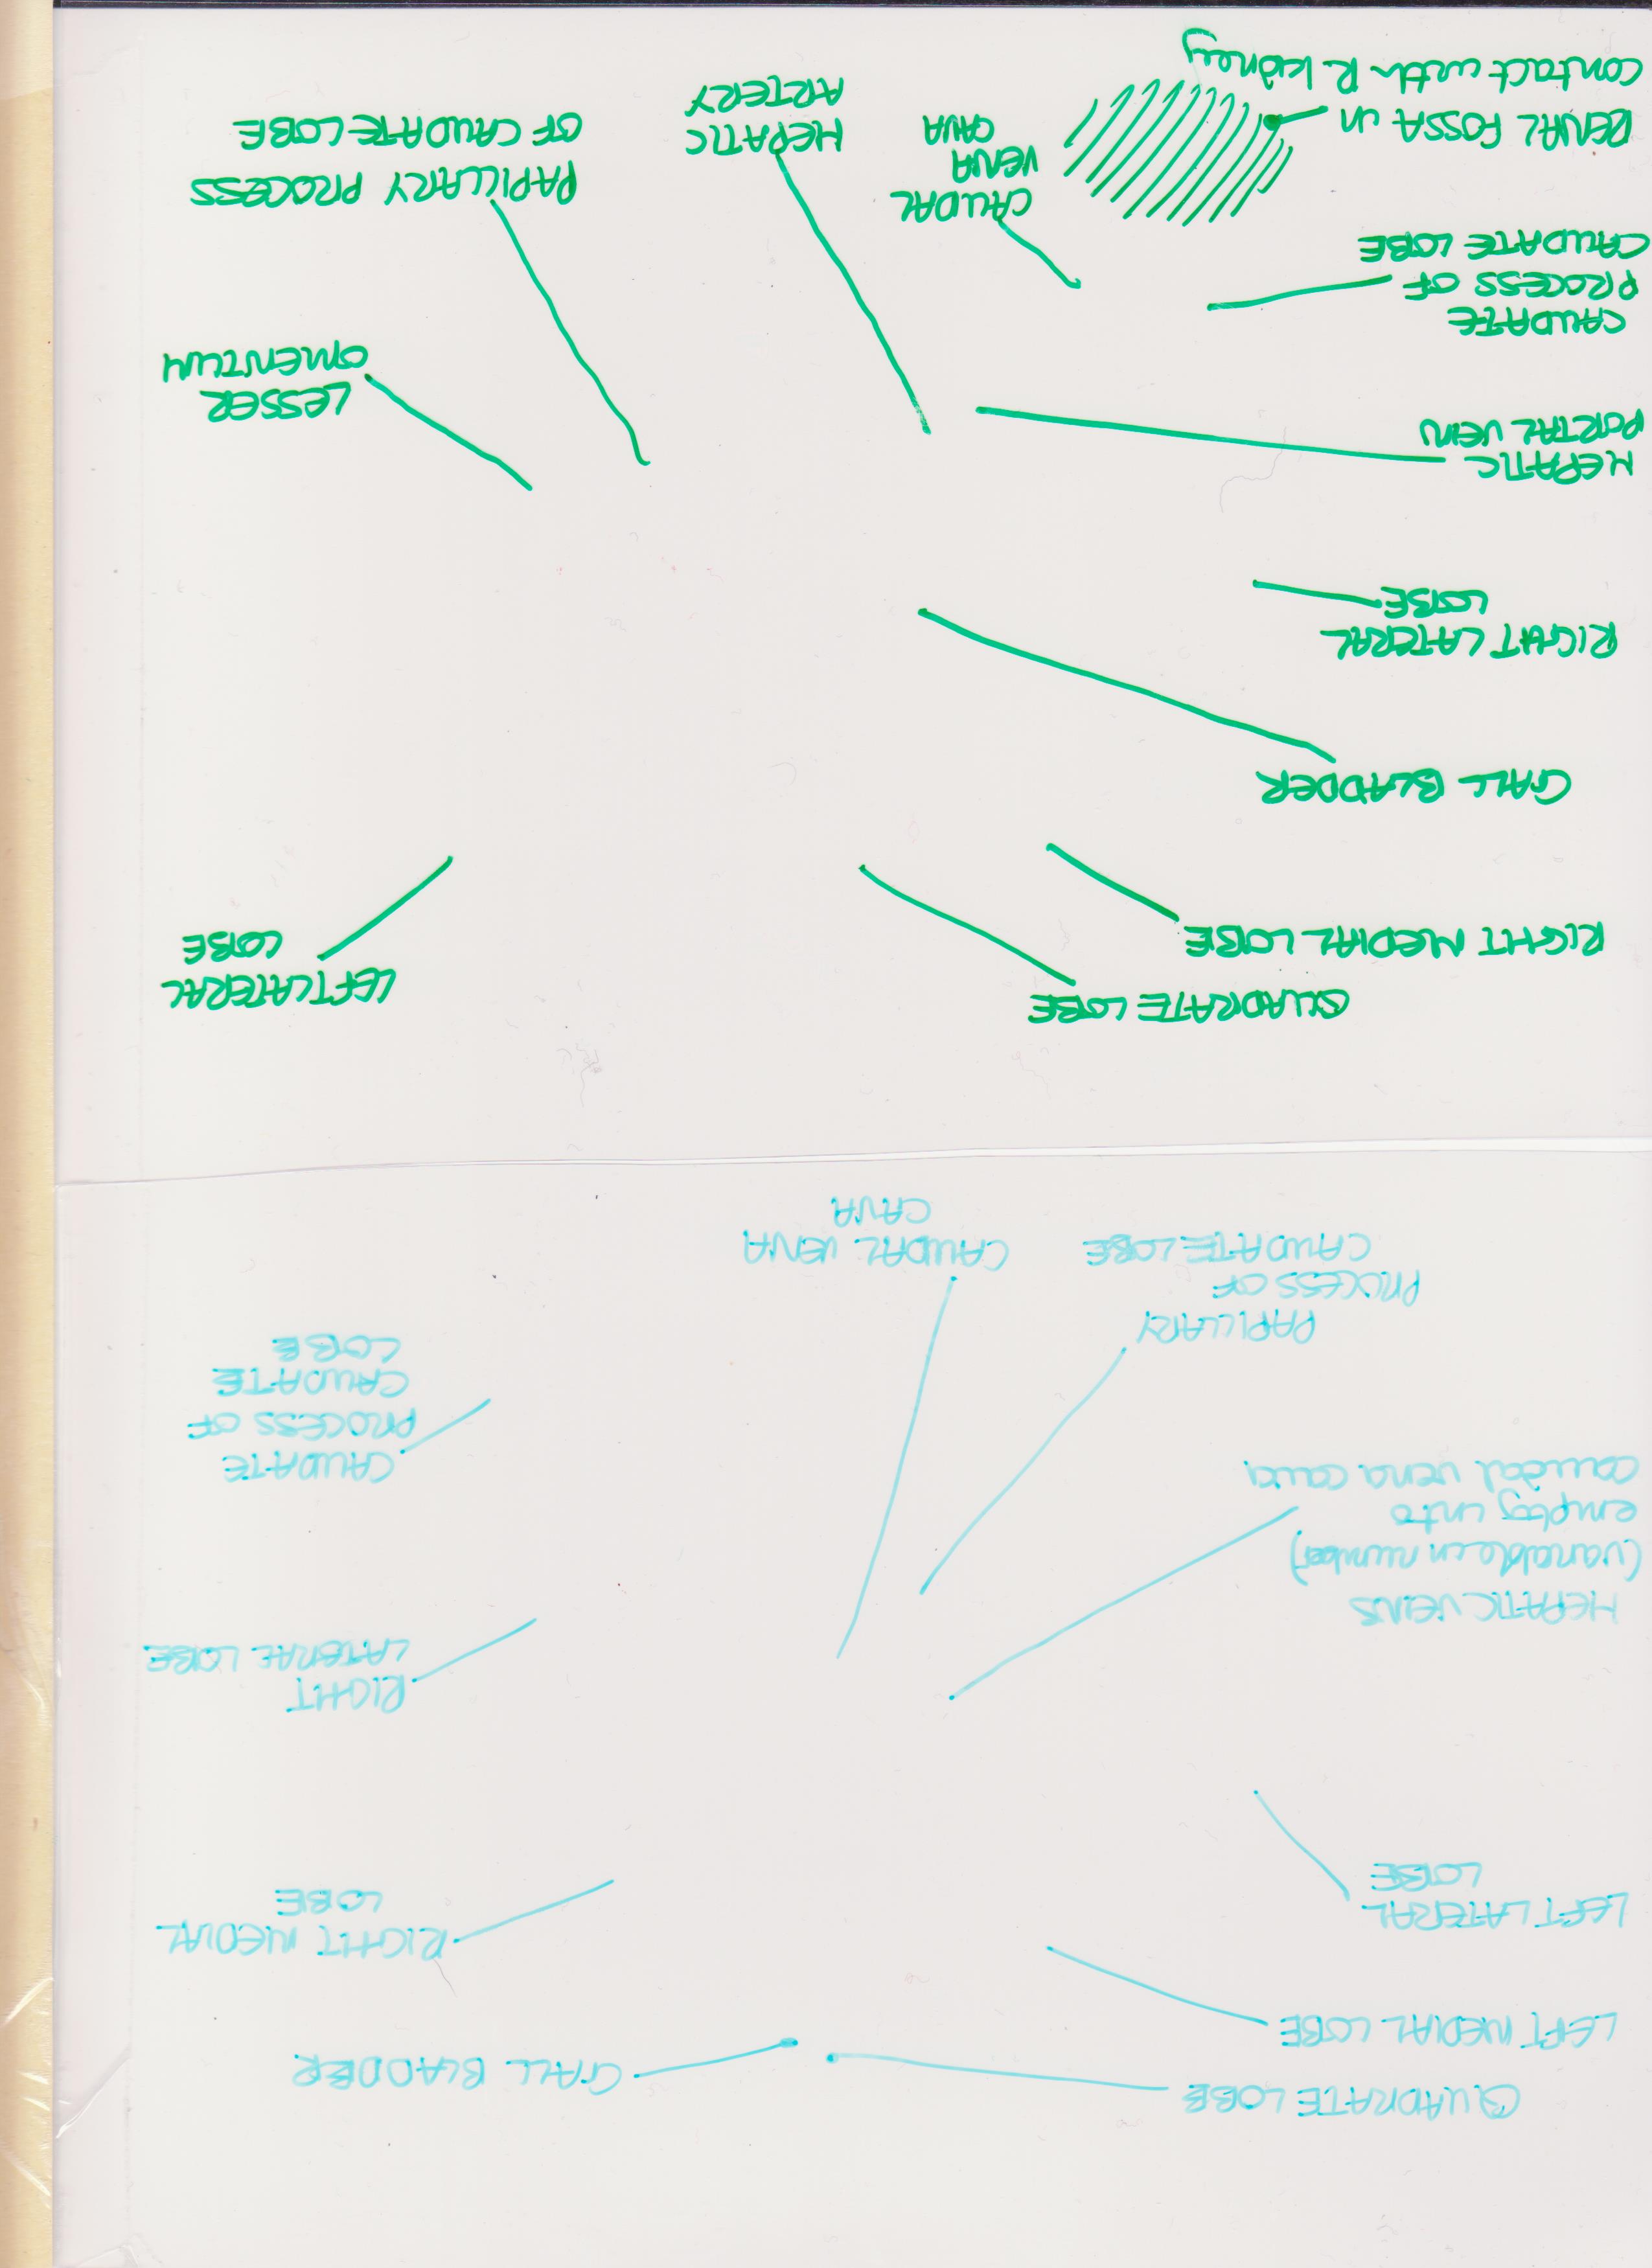 QUADRATE LOBE
GALL BLADDER
LEFT MEDIAL LOBE
RIGHT MEDIAL
LOBE
LEFT LATERAL
LOBE
RIGHT
LATERAL LOBE
HEPATIC VEINS
(variable in number)
empty into
caudal vena cava
CAUDATE
PROCESS OF
CAUDATE
LOBE
PAPILLARY
PROCESS OF
CAUDATE LOBE
CAUDAL VENA
CAVA
QUADRATE LOBE
LEFT LATERAL
LOBE
RIGHT MEDIAL LOBE
GALL BLADDER
RIGHT LATERAL
LOBE
HEPATIC
PORTAL VEIN
LESSER
OMENTUM
CAUDATE
PROCESS OF
CAUDATE LOBE
CAUDAL
VENA
CAVA
PAPILLARY PROCESS
OF CAUDATE LOBE
HEPATIC
ARTERY
RENAL FOSSA in
contact with R kidney